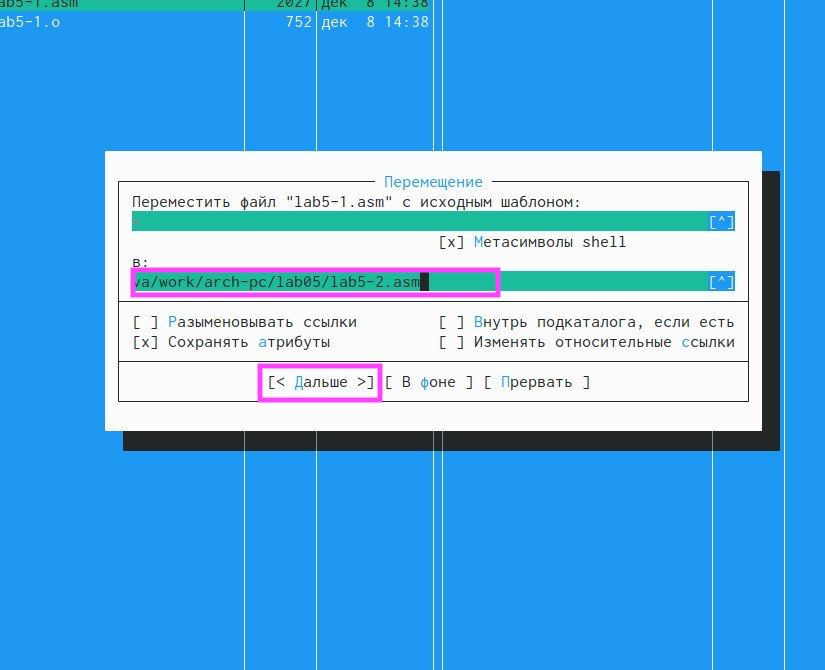 ab5-1.asm 2027 дек 8 14:38
ab5-1.o 752 дек 8 14:38
Перемещение
Переместить файл "lab5-1.asm" с исходным шаблоном:
[^]
[x] Метасимволы shell
в:
va/work/arch-pc/lab05/lab5-2.asm [^]
[ ] Разыменовывать ссылки [ ] Внутрь подкаталога, если есть
[x] Сохранять атрибуты [ ] Изменять относительные ссылки
[< Дальше >] [ В фоне ] [ Прервать ]